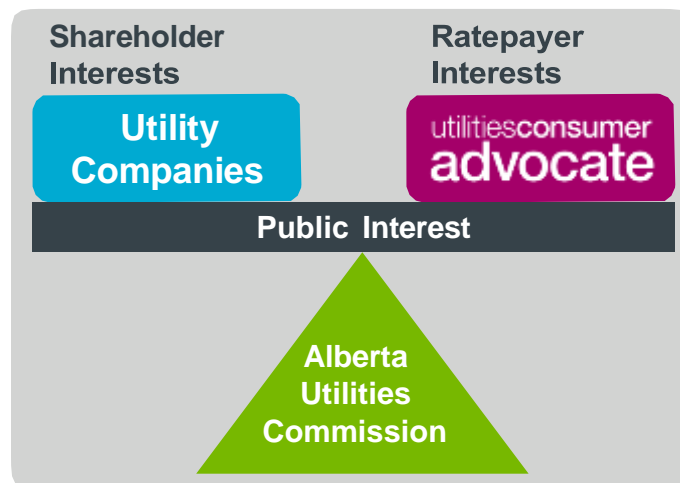 Shareholder
Interests
Ratepayer
Interests
Utility
Companies
utilitiesconsumer
advocate
Public Interest
Alberta
Utilities
Commission